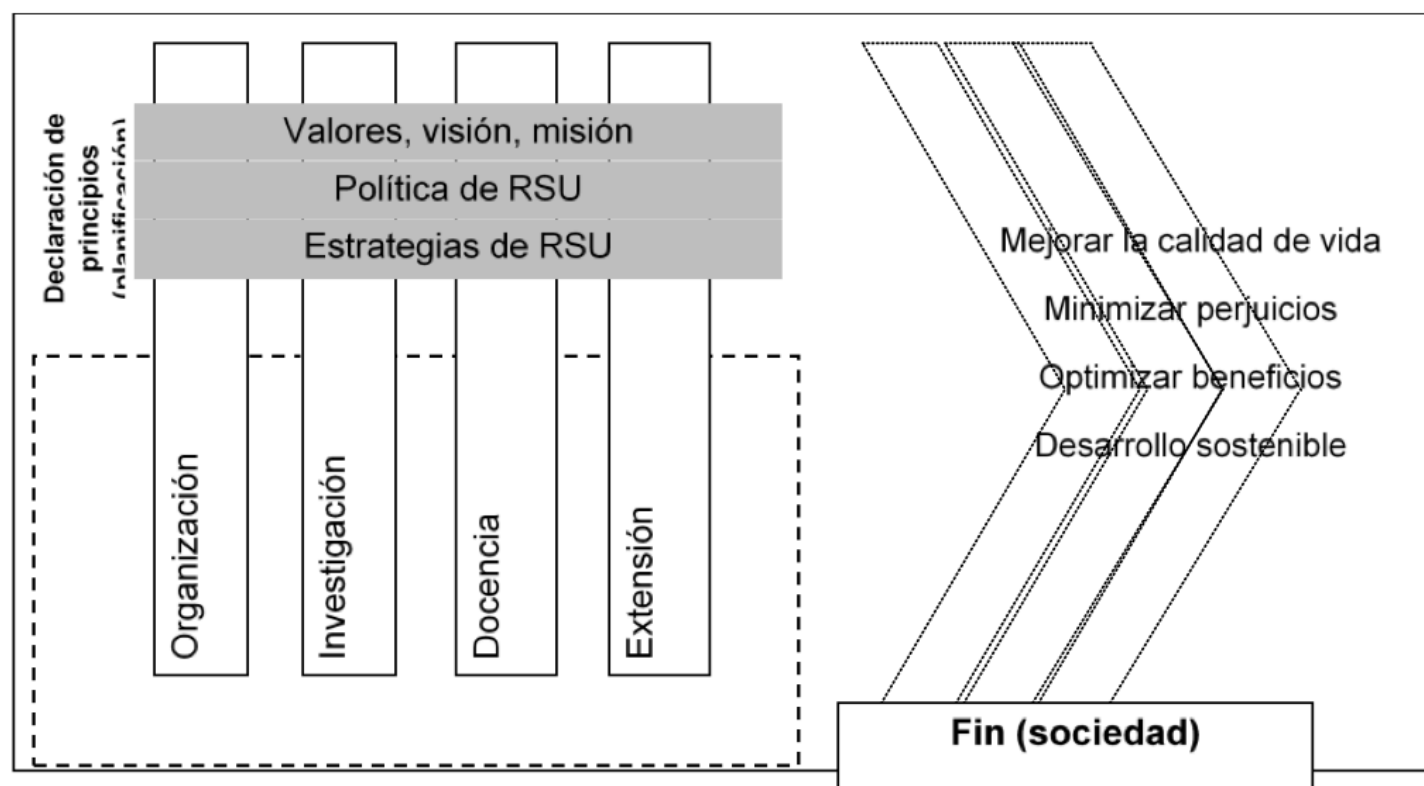 Declaración de
principios
(planificación)
Valores, visión, misión
Política de RSU
Estrategias de RSU
Organización
Investigación
Docencia
Extensión
Mejorar la calidad de vida
Minimizar perjuicios
Optimizar beneficios
Desarrollo sostenible
Fin (sociedad)